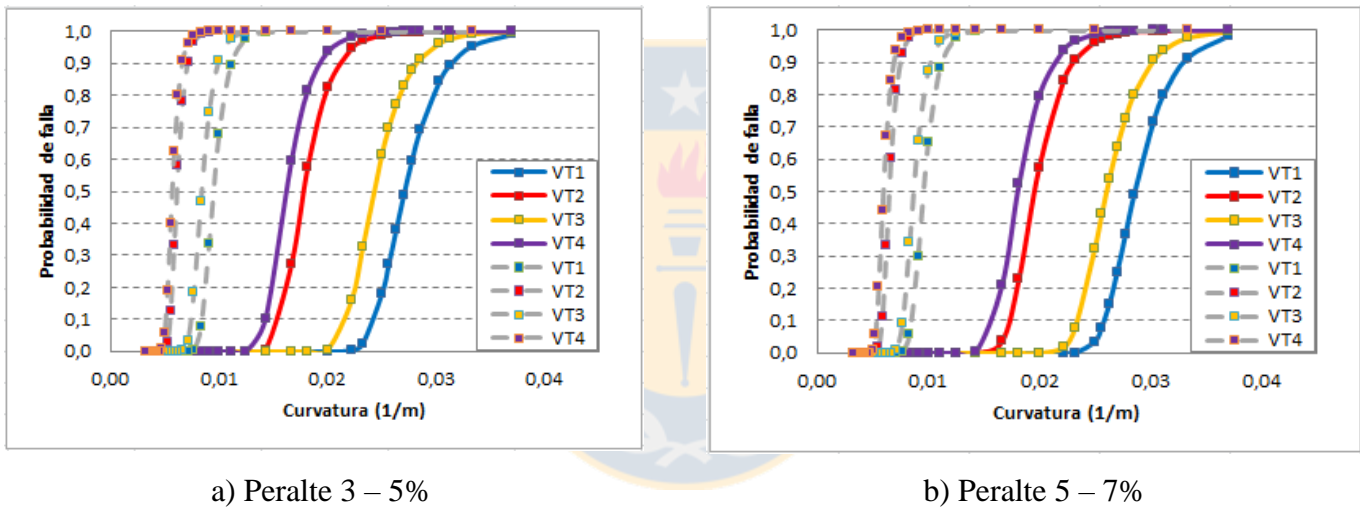 1,0
0,9
0,8
0,7
0,6
0,5
0,4
0,3
0,2
0,1
0,0
Probabilidad de falla
0,00 0,01 0,02 0,03 0,04
Curvatura (1/m)
VT1
VT2
VT3
VT4
VT1
VT2
VT3
VT4
a) Peralte 3 – 5%
1,0
0,9
0,8
0,7
0,6
0,5
0,4
0,3
0,2
0,1
0,0
Probabilidad de falla
0,00 0,01 0,02 0,03 0,04
Curvatura (1/m)
VT1
VT2
VT3
VT4
VT1
VT2
VT3
VT4
b) Peralte 5 – 7%